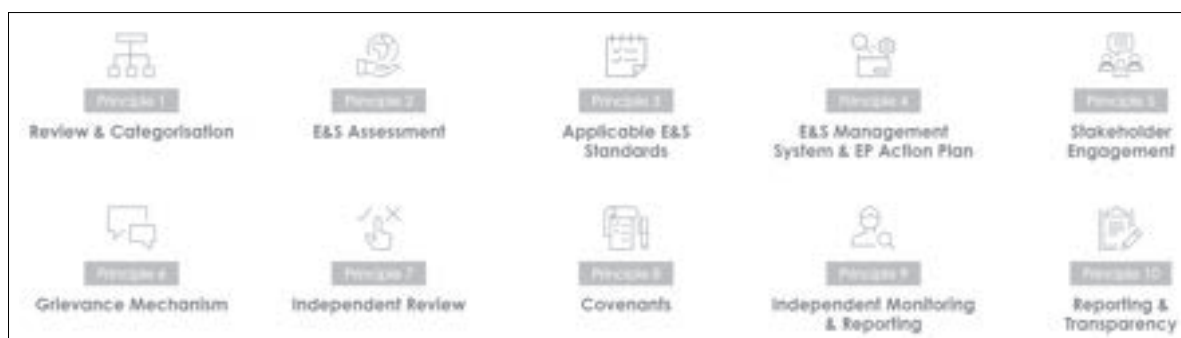 Principle 1
Review & Categorisation
Principle 2
E&S Assessment
Principle 3
Applicable E&S
Standards
Principle 4
E&S Management
System & EP Action Plan
Principle 5
Stakeholder
Engagement
Principle 6
Grievance Mechanism
Principle 7
Independent Review
Principle 8
Covenants
Principle 9
Independent Monitoring
& Reporting
Principle 10
Reporting &
Transparency